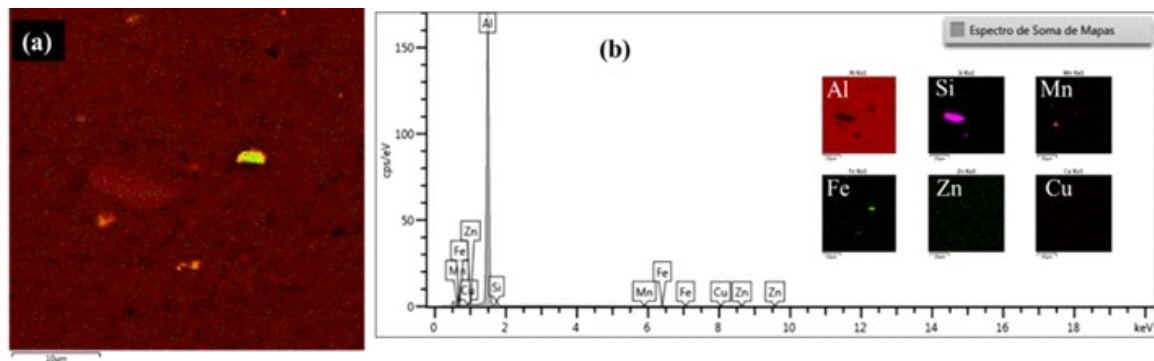 (a)
10µm
(b)
Espectro de Soma de Mapas
cps/eV
150
100
50
0
Al
Zn
Fe
Mn
Cu
Si
Mn
Fe
Fe
Cu
Zn
Zn
0
2
4
6
8
10
12
14
16
18
keV
Al
Si
Mn
Fe
Zn
Cu